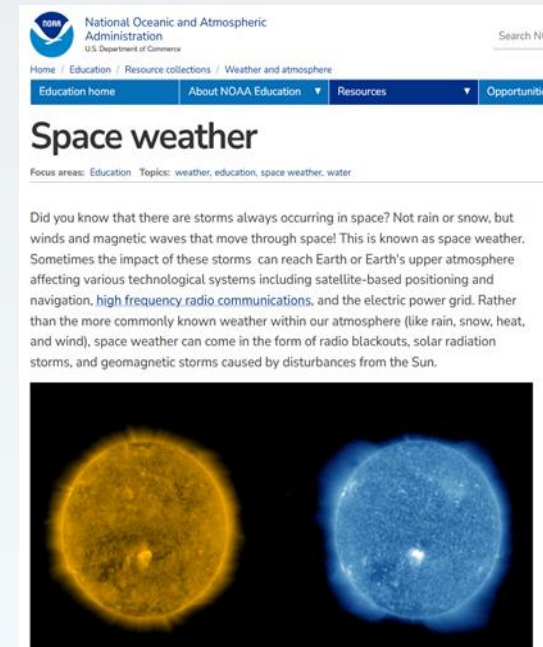 NOAA
National Oceanic and Atmospheric
Administration
U.S. Department of Commerce
Search
Home / Education / Resource collections / Weather and atmosphere
Education home About NOAA Education ▼ Resources ▼
Space weather
Focus areas: Education Topics: weather, education, space weather, water
Did you know that there are storms always occurring in space? Not rain or snow, but
winds and magnetic waves that move through space! This is known as space weather.
Sometimes the impact of these storms can reach Earth or Earth's upper atmosphere
affecting various technological systems including satellite-based positioning and
navigation, high frequency radio communications, and the electric power grid. Rather
than the more commonly known weather within our atmosphere (like rain, snow, heat,
and wind), space weather can come in the form of radio blackouts, solar radiation
storms, and geomagnetic storms caused by disturbances from the Sun.